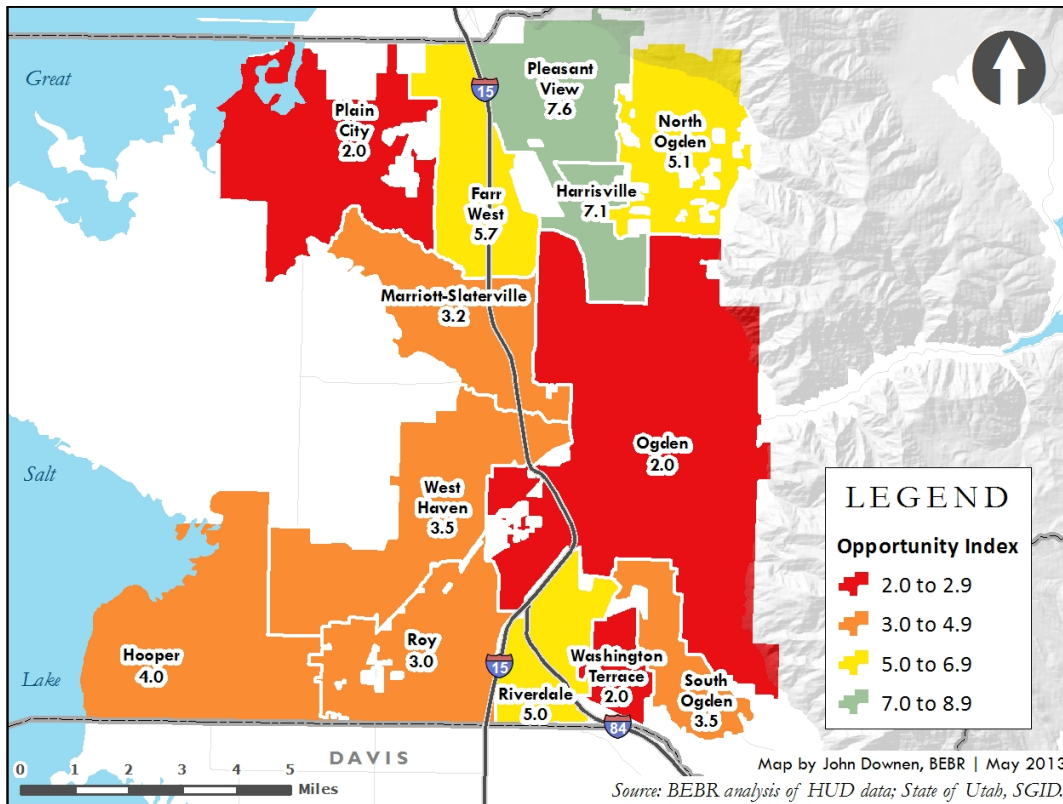 Great
15
Pleasant
View
7.6
Plain
City
2.0
North
Ogden
5.1
Farr
West
5.7
Harrisville
7.1
Marriott-Slaterville
3.2
Ogden
2.0
Salt
West
Haven
3.5
LEGEND
Opportunity Index
2.0 to 2.9
3.0 to 4.9
5.0 to 6.9
7.0 to 8.9
Hooper
4.0
Roy
3.0
Lake
15
Riverdale
5.0
Washington
Terrace
2.0
South
Ogden
3.5
84
DAVIS
0 1 2 3 4 5
Miles
Map by John Downen, BEBR | May 2013
Source: BEBR analysis of HUD data; State of Utah, SGID.